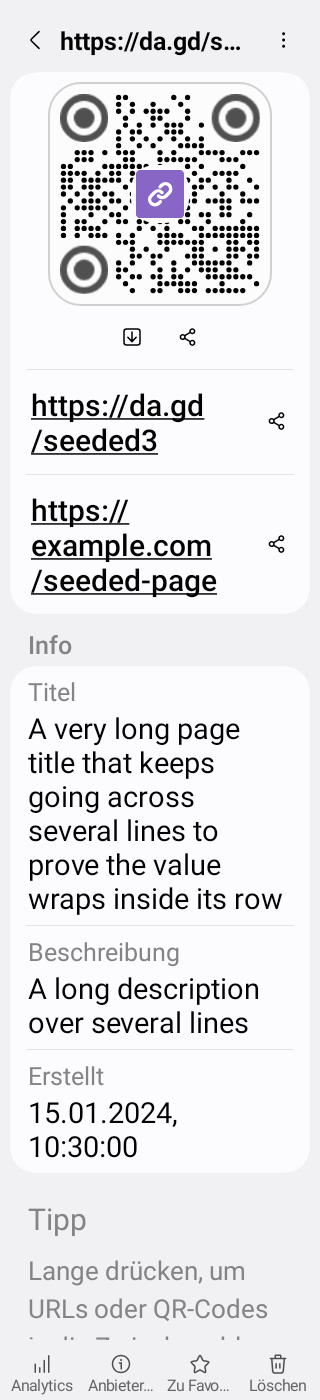 https://da.gd/s...
https://da.gd
/seeded3
https://
example.com
/seeded-page
Info
Titel
A very long page
title that keeps
going across
several lines to
prove the value
wraps inside its row
Beschreibung
A long description
over several lines
Erstellt
15.01.2024,
10:30:00
Tipp
Lange drücken, um
URLs oder QR-Codes
Analytics
Anbieter...
Zu Favo...
Löschen